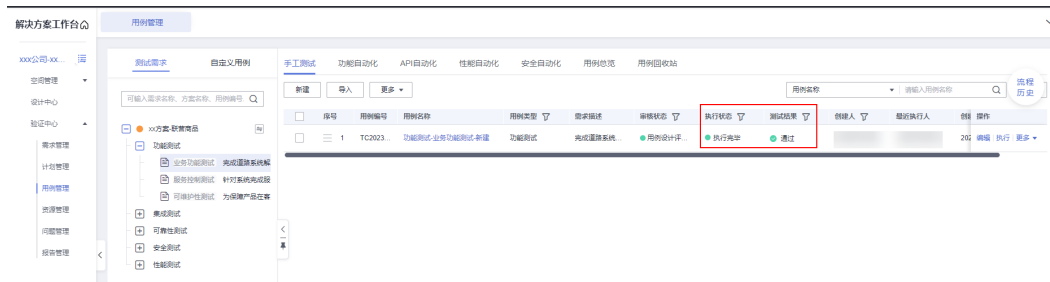 解决方案工作台
用例管理
xxx公司-xx...
空间管理
设计中心
验证中心
需求管理
计划管理
用例管理
资源管理
问题管理
报告管理
测试需求 自定义用例
可输入需求名称、方案名称、用例编号
xx方案-联营商品
功能测试
业务功能测试 完成道路系统解
服务控制测试 针对系统完成服
可维护性测试 为保障产品在客
集成测试
可靠性测试
安全测试
性能测试
手工测试 功能自动化 API自动化 性能自动化 安全自动化 用例总览 用例回收站
新建 导入 更多
用例名称 请输入用例名称
流程
历史
序号 用例编号 用例名称 用例类型 需求描述 审核状态 执行状态 测试结果 创建人 最近执行人 创建 操作
1 TC2023... 功能测试-业务功能测试-新建 功能测试 完成道路系统... 用例设计评... 执行完毕 通过 202 编辑 执行 更多